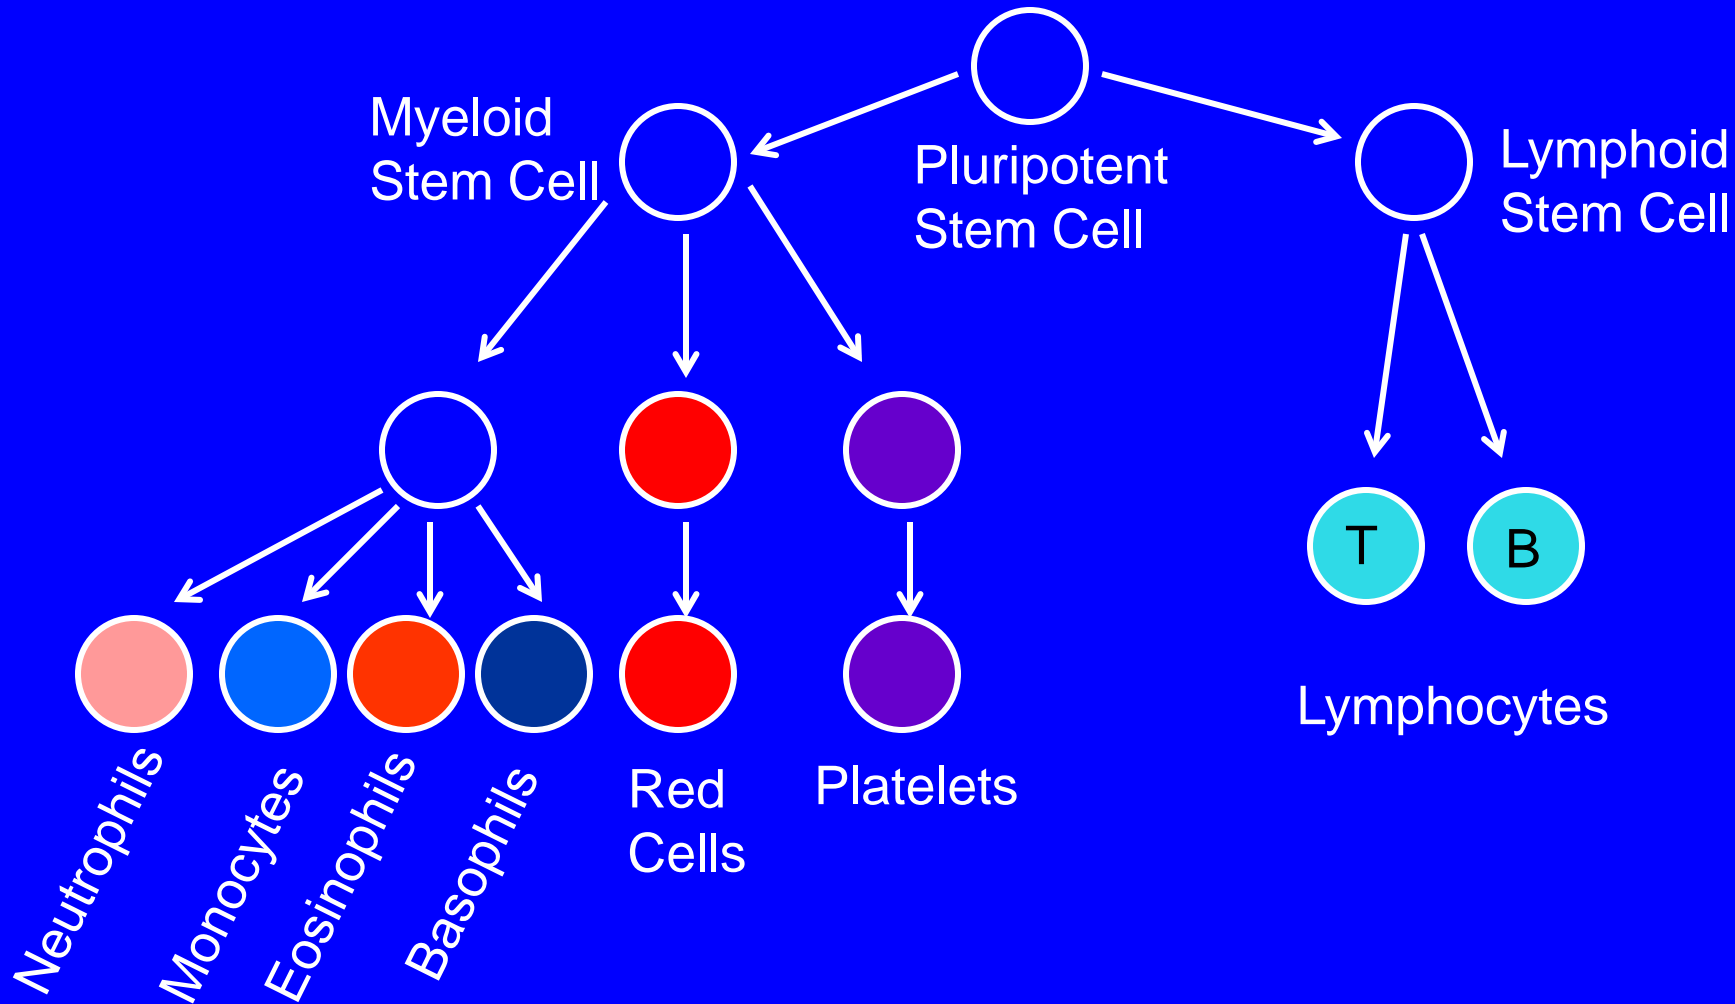 Myeloid
Stem Cell
Pluripotent
Stem Cell
Lymphoid
Stem Cell
T
B
Lymphocytes
Neutrophils
Monocytes
Eosinophils
Basophils
Red
Cells
Platelets